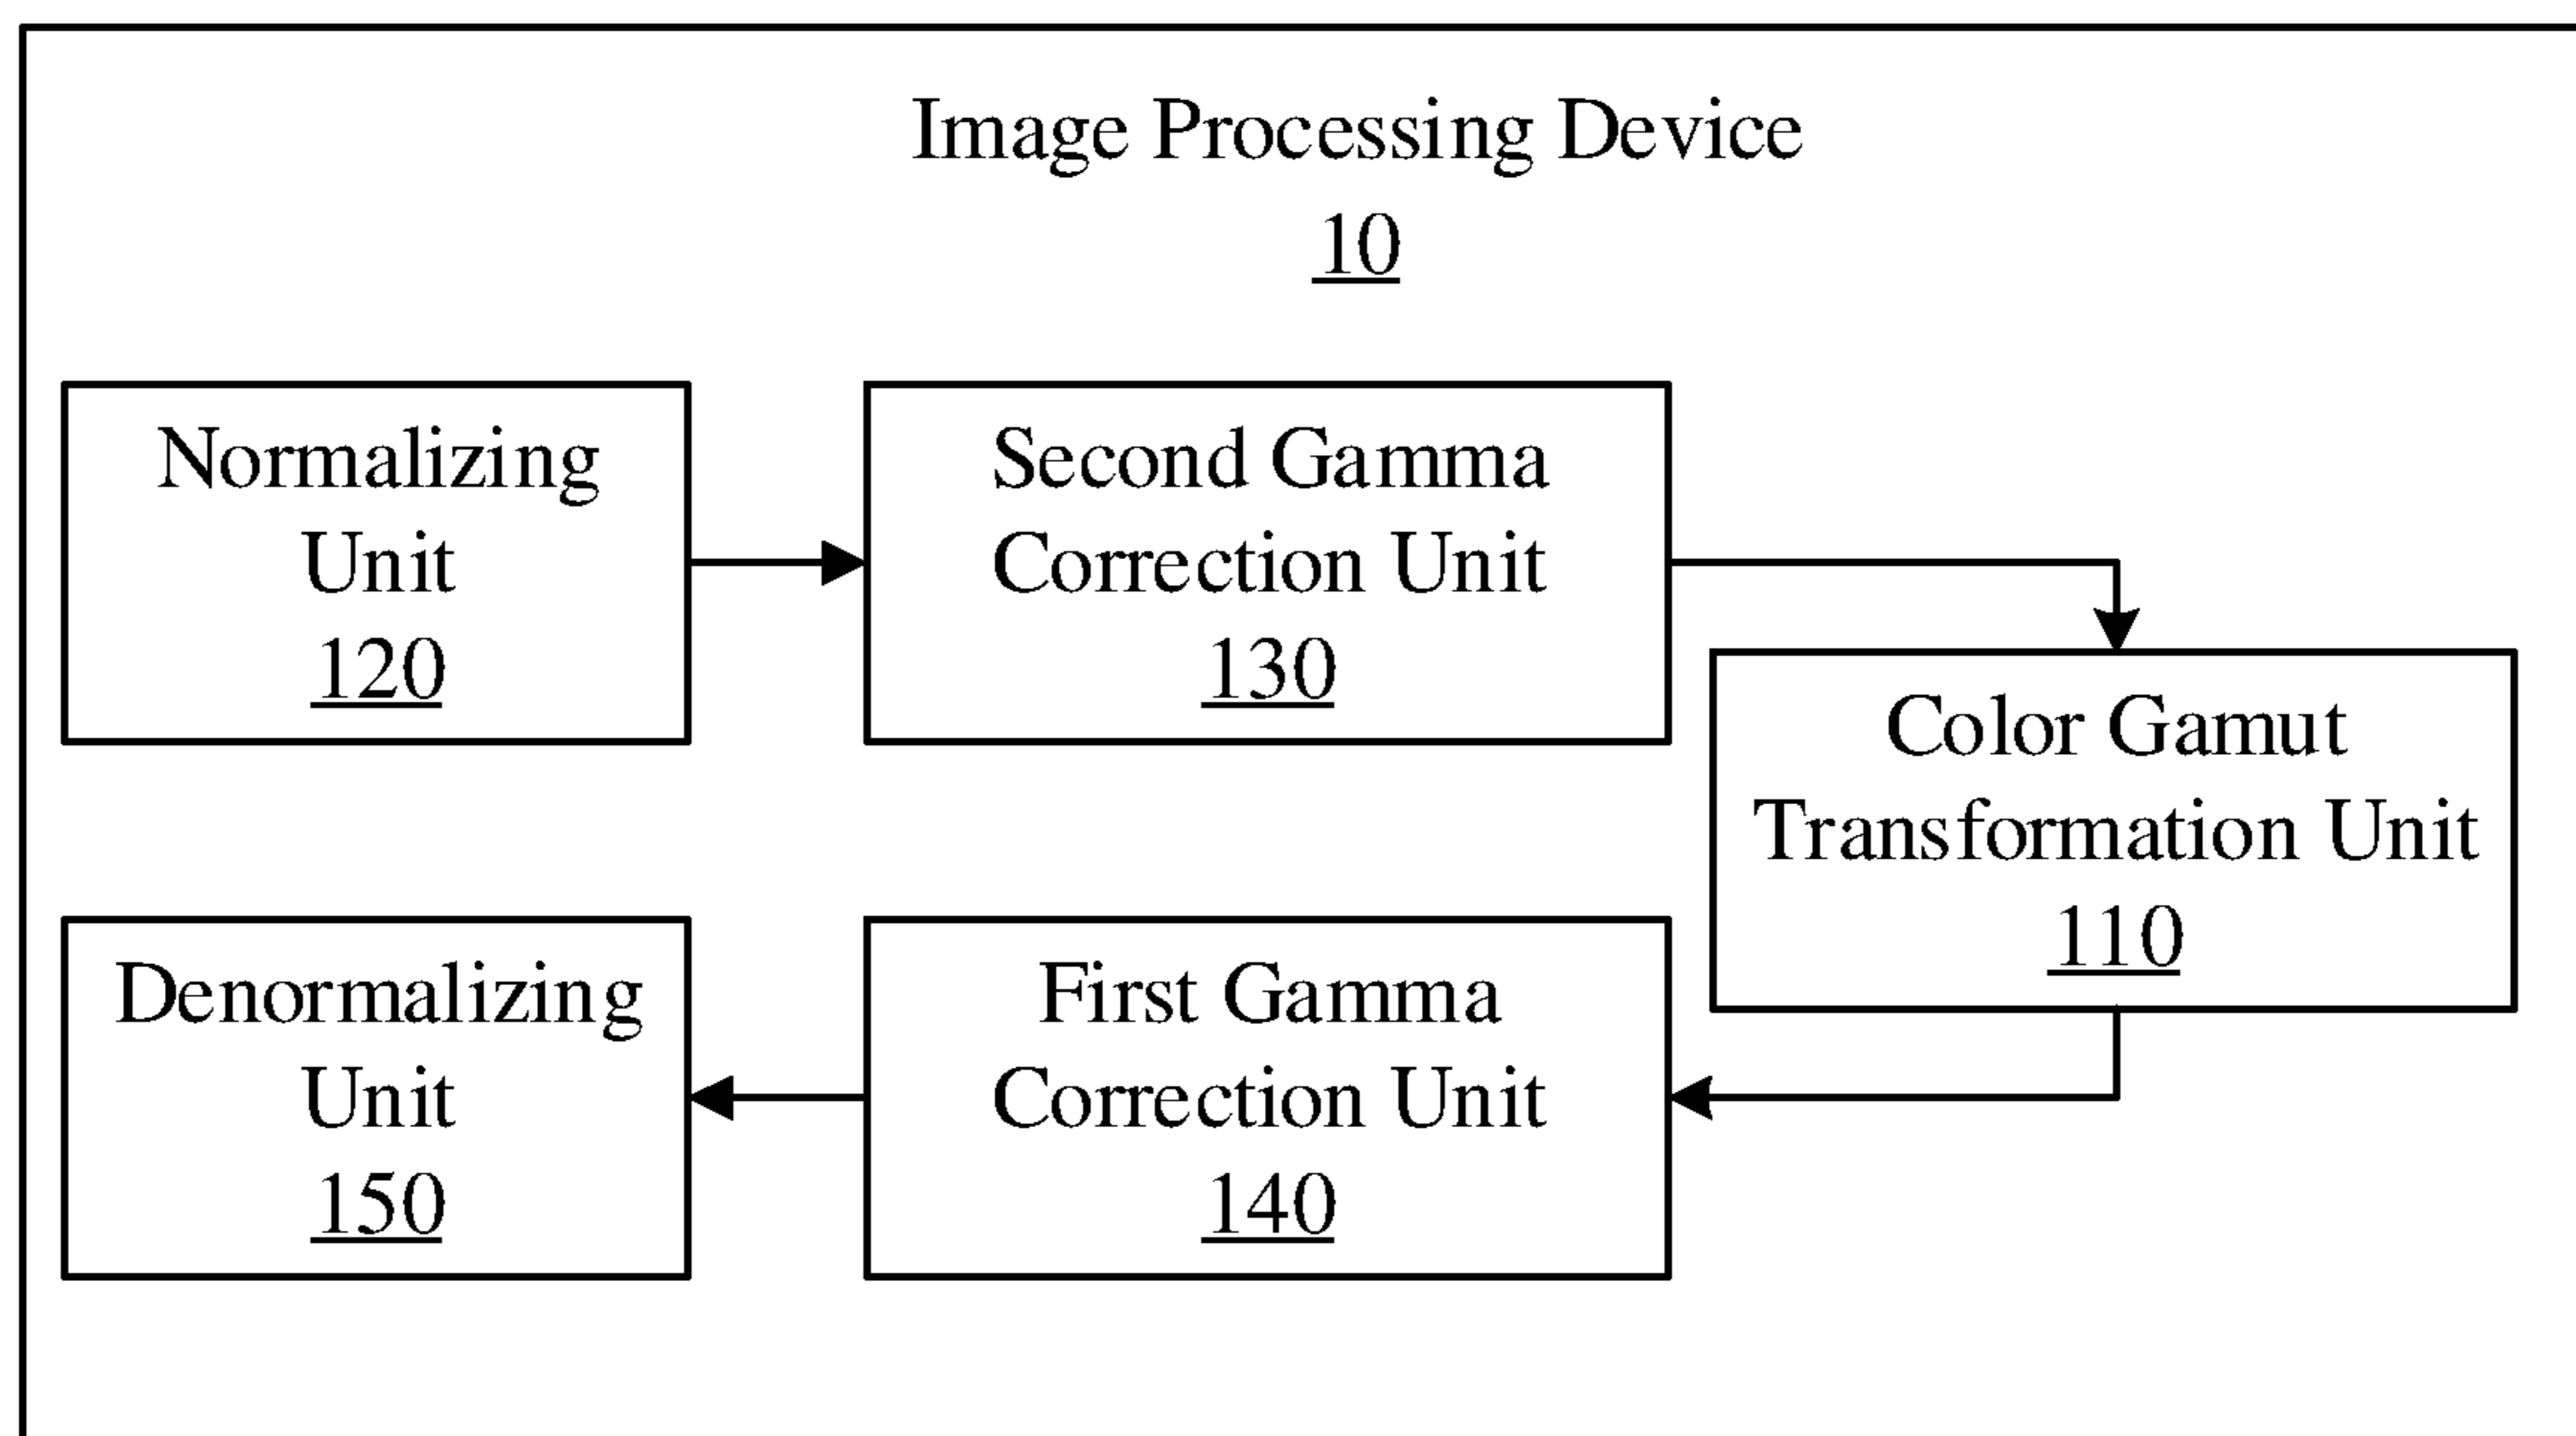 Image Processing Device
10
Normalizing
Unit
120
Second Gamma
Correction Unit
130
Color Gamut
Transformation Unit
110
Denormalizing
Unit
150
First Gamma
Correction Unit
140